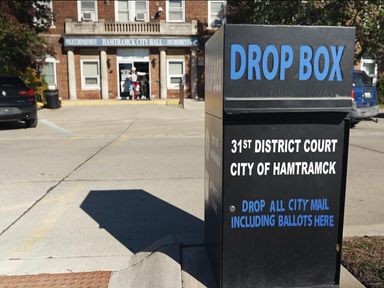 HAMTRAMCK CITY HALL
DROP BOX
31ST DISTRICT COURT
CITY OF HAMTRAMCK
DROP ALL CITY MAIL
INCLUDING BALLOTS HERE